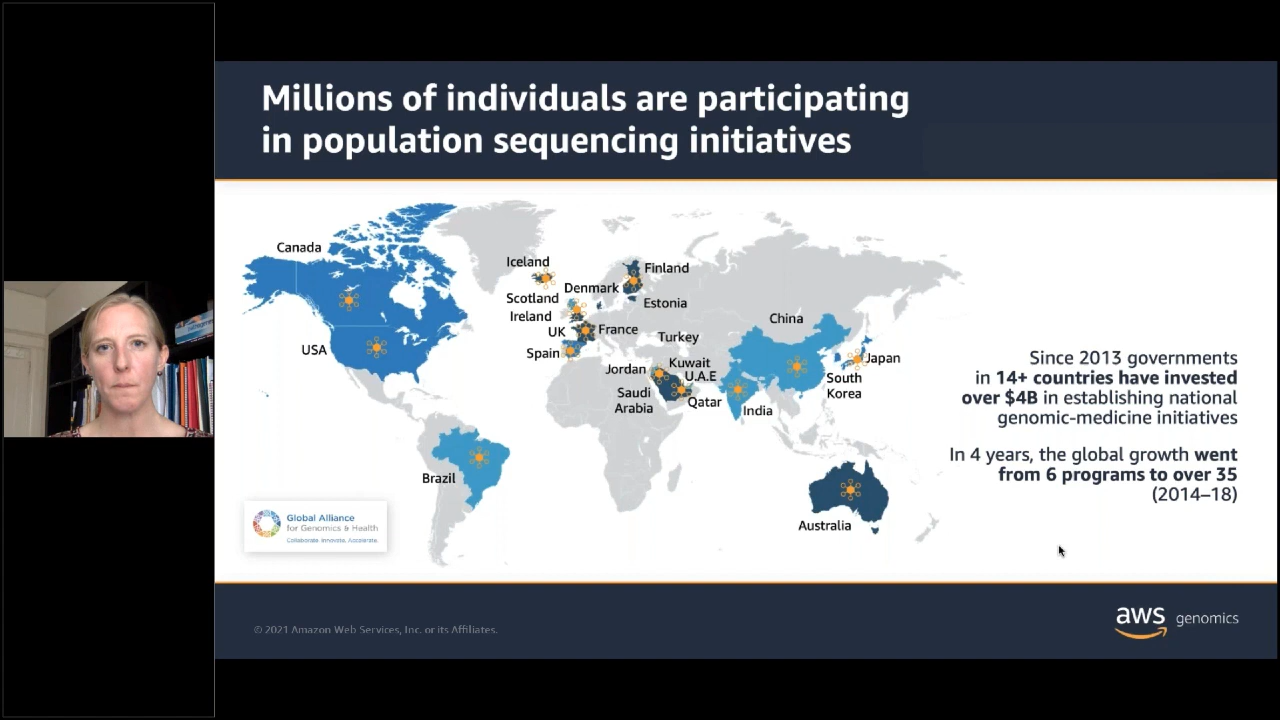 Millions of individuals are participating
in population sequencing initiatives
Canada
USA
Brazil
Iceland
Scotland
Ireland
UK
Spain
Denmark
Finland
Estonia
France
Turkey
Jordan
Kuwait
U.A.E
Saudi
Arabia
Qatar
India
China
South
Korea
Japan
Australia
Since 2013 governments
in 14+ countries have invested
over $4B in establishing national
genomic-medicine initiatives
In 4 years, the global growth went
from 6 programs to over 35
(2014–18)
Global Alliance
for Genomics & Health
Collaborate. Innovate. Accelerate.
© 2021 Amazon Web Services, Inc. or its Affiliates.
aws genomics